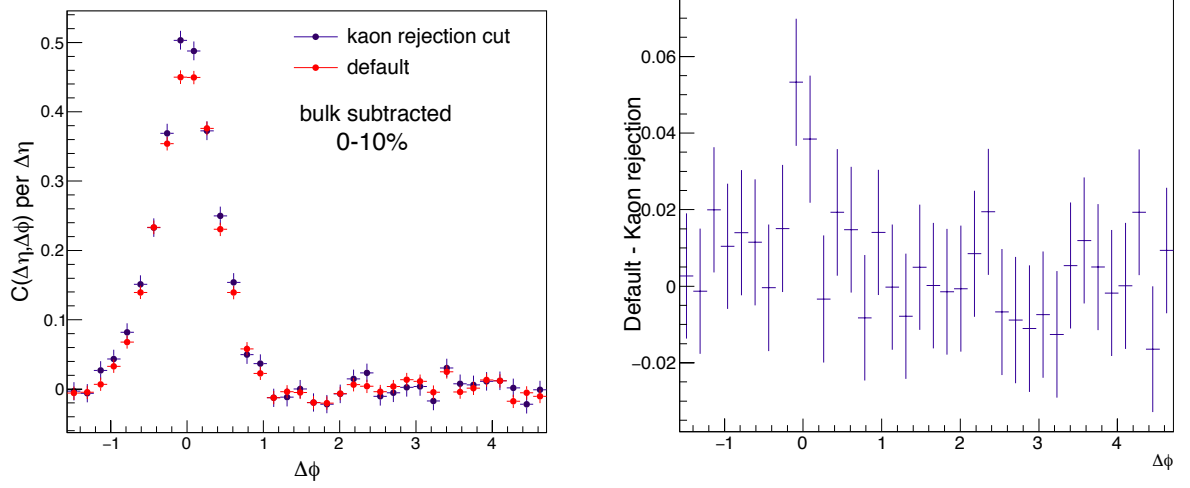 kaon rejection cut
default
bulk subtracted
0-10%
C(Δη,Δϕ) per Δη
0.5
0.4
0.3
0.2
0.1
0
−1 0 1 2 3 4
Δϕ
Default - Kaon rejection
0.06
0.04
0.02
0
−0.02
−1 0 1 2 3 4
Δϕ